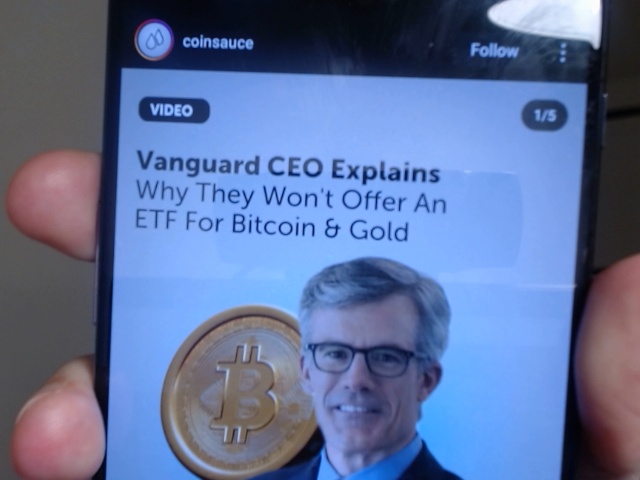 coinsauce
Follow
VIDEO
1/5
Vanguard CEO Explains
Why They Won't Offer An
ETF For Bitcoin & Gold